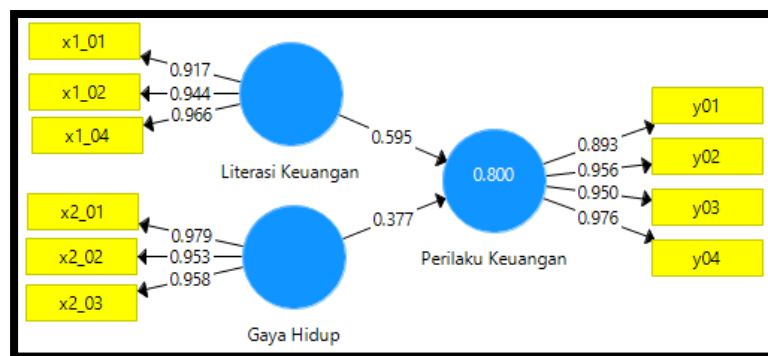 x1_01
x1_02
x1_04
0.917
0.944
0.966
Literasi Keuangan
0.595
x2_01
x2_02
x2_03
0.979
0.953
0.958
Gaya Hidup
0.377
0.800
Perilaku Keuangan
0.893
0.956
0.950
0.976
y01
y02
y03
y04